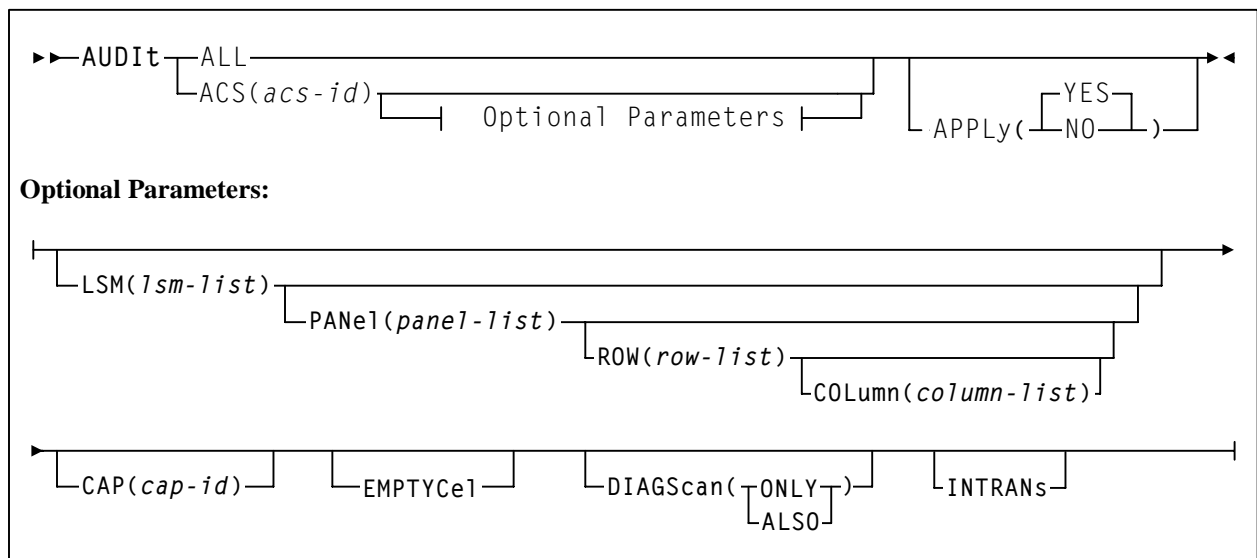 AUDIt ALL
ACS(acs-id)
Optional Parameters
YES
APPLy( NO )
Optional Parameters:
LSM(lsm-list)
PANel(panel-list)
ROW(row-list)
COLumn(column-list)
CAP(cap-id) EMPTYCel DIAGScan( ONLY ) INTRANs
ALSO